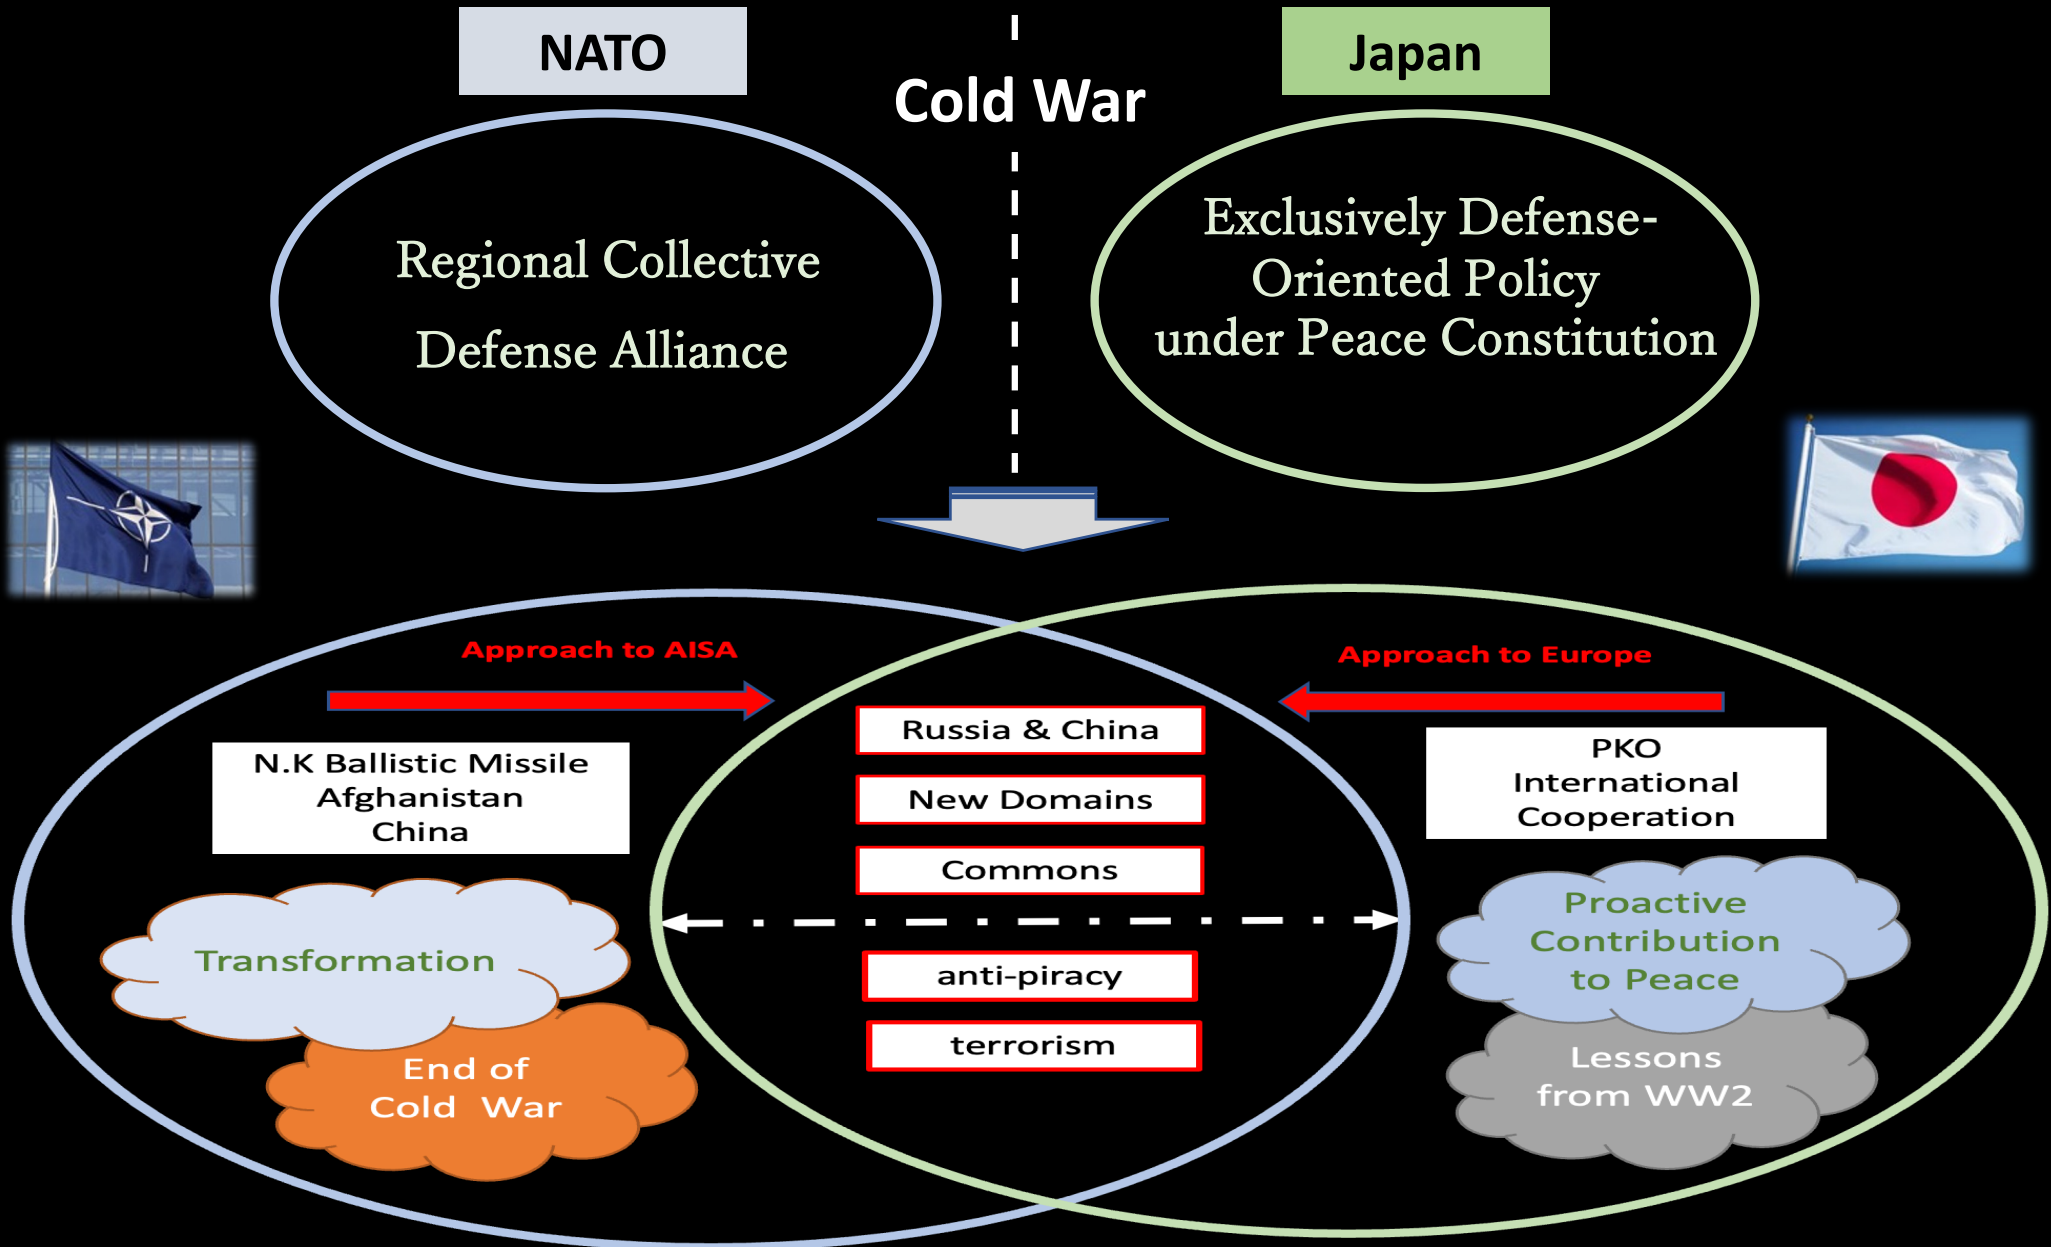 NATO
Cold War
Japan
Regional Collective
Defense Alliance
Exclusively Defense-
Oriented Policy
under Peace Constitution
Approach to AISA
Approach to Europe
N.K Ballistic Missile
Afghanistan
China
Russia & China
New Domains
Commons
anti-piracy
terrorism
PKO
International
Cooperation
Transformation
End of
Cold War
Proactive
Contribution
to Peace
Lessons
from WW2